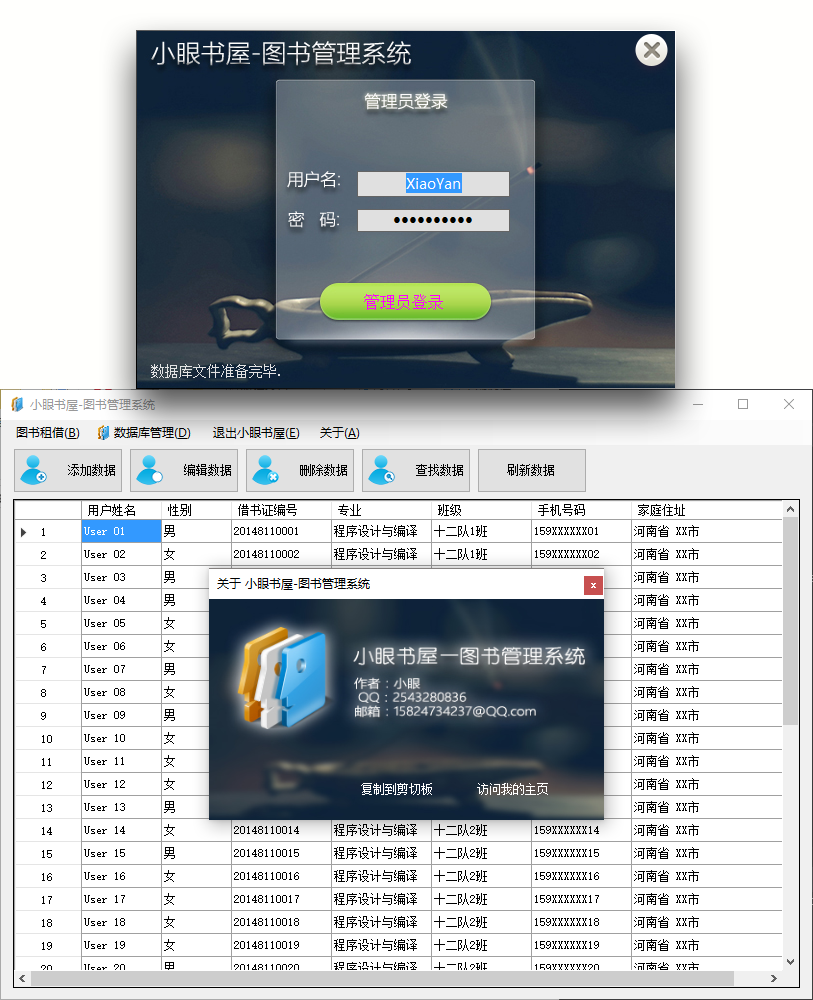 小眼书屋-图书管理系统
管理员登录
用户名: XiaoYan
密 码: ●●●●●●●●●●
管理员登录
数据库文件准备完毕.
小眼书屋-图书管理系统
图书租借(B) 数据库管理(D) 退出小眼书屋(E) 关于(A)
添加数据 编辑数据 删除数据 查找数据 刷新数据
用户姓名 性别 借书证编号 专业 班级 手机号码 家庭住址
1 User 01 男 20148110001 程序设计与编译 十二队1班 159XXXXXX01 河南省 XX市
2 User 02 女 20148110002 程序设计与编译 十二队1班 159XXXXXX02 河南省 XX市
3 User 03 男 河南省 XX市
4 User 04 男 河南省 XX市
5 User 05 女 河南省 XX市
6 User 06 女 河南省 XX市
7 User 07 男 河南省 XX市
8 User 08 女 河南省 XX市
9 User 09 男 河南省 XX市
10 User 10 女 河南省 XX市
11 User 11 女 河南省 XX市
12 User 12 女 河南省 XX市
13 User 13 男 河南省 XX市
关于 小眼书屋-图书管理系统
小眼书屋一图书管理系统
作者：小眼
QQ：2543280836
邮箱：15824734237@QQ.com
复制到剪切板 访问我的主页
14 User 14 女 20148110014 程序设计与编译 十二队2班 159XXXXXX14 河南省 XX市
15 User 15 男 20148110015 程序设计与编译 十二队2班 159XXXXXX15 河南省 XX市
16 User 16 女 20148110016 程序设计与编译 十二队2班 159XXXXXX16 河南省 XX市
17 User 17 女 20148110017 程序设计与编译 十二队2班 159XXXXXX17 河南省 XX市
18 User 18 女 20148110018 程序设计与编译 十二队2班 159XXXXXX18 河南省 XX市
19 User 19 女 20148110019 程序设计与编译 十二队2班 159XXXXXX19 河南省 XX市
20 User 20 男 20148110020 程序设计与编译 十二队2班 159XXXXXX20 河南省 XX市